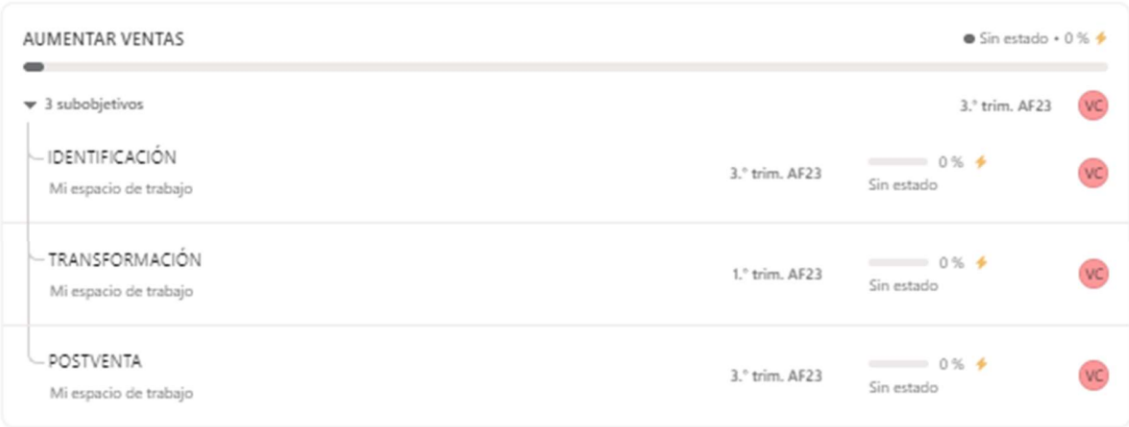 AUMENTAR VENTAS
Sin estado • 0 %
3 subobjetivos
3.° trim. AF23
VC
IDENTIFICACIÓN
Mi espacio de trabajo
3.° trim. AF23
0 %
Sin estado
VC
TRANSFORMACIÓN
Mi espacio de trabajo
1.° trim. AF23
0 %
Sin estado
VC
POSTVENTA
Mi espacio de trabajo
3.° trim. AF23
0 %
Sin estado
VC